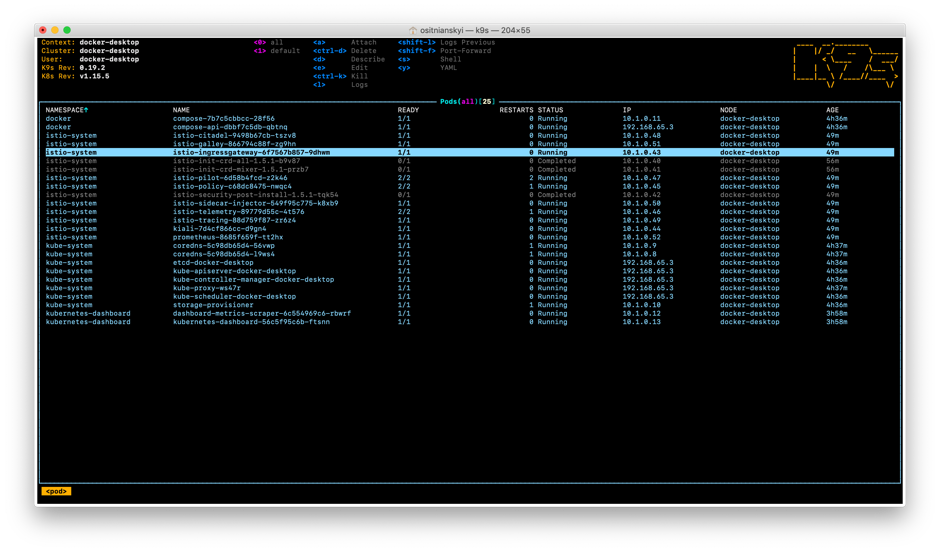 ositnianskyi — k9s — 204×55
Context: docker-desktop <0> all <a> Attach <shift-l> Logs Previous
Cluster: docker-desktop <1> default <ctrl-d> Delete <shift-f> Port-Forward
User: docker-desktop <d> Describe <s> Shell
K9s Rev: 0.19.2 <e> Edit <y> YAML
K8s Rev: v1.15.5 <ctrl-k> Kill
<l> Logs
Pods(all)[25]
NAMESPACE↑ NAME READY RESTARTS STATUS IP NODE AGE
docker compose-7b7c5cbbcc-28f56 1/1 0 Running 10.1.0.11 docker-desktop 4h36m
docker compose-api-dbbf7c5db-qbtnq 1/1 0 Running 192.168.65.3 docker-desktop 4h36m
istio-system istio-citadel-9498b67cb-tszv8 1/1 0 Running 10.1.0.48 docker-desktop 49m
istio-system istio-galley-866794c88f-zg9hn 1/1 0 Running 10.1.0.51 docker-desktop 49m
istio-system istio-ingressgateway-6f7567b857-9dhwm 1/1 0 Running 10.1.0.43 docker-desktop 49m
istio-system istio-init-crd-all-1.5.1-b9v87 0/1 0 Completed 10.1.0.40 docker-desktop 56m
istio-system istio-init-crd-mixer-1.5.1-przb7 0/1 0 Completed 10.1.0.41 docker-desktop 56m
istio-system istio-pilot-6d58b4fcd-z2k46 2/2 2 Running 10.1.0.47 docker-desktop 49m
istio-system istio-policy-c68dc8475-nwqc4 2/2 1 Running 10.1.0.45 docker-desktop 49m
istio-system istio-security-post-install-1.5.1-tqk54 0/1 0 Completed 10.1.0.42 docker-desktop 49m
istio-system istio-sidecar-injector-549f95c775-k8xb9 1/1 0 Running 10.1.0.50 docker-desktop 49m
istio-system istio-telemetry-89779d55c-4t576 2/2 1 Running 10.1.0.46 docker-desktop 49m
istio-system istio-tracing-88d759f87-zr6z4 1/1 0 Running 10.1.0.49 docker-desktop 49m
istio-system kiali-7d4cf866cc-d9gn4 1/1 0 Running 10.1.0.44 docker-desktop 49m
istio-system prometheus-8685f659f-tt2hx 1/1 0 Running 10.1.0.52 docker-desktop 49m
kube-system coredns-5c98db65d4-56vwp 1/1 1 Running 10.1.0.9 docker-desktop 4h37m
kube-system coredns-5c98db65d4-l9ws4 1/1 1 Running 10.1.0.8 docker-desktop 4h37m
kube-system etcd-docker-desktop 1/1 0 Running 192.168.65.3 docker-desktop 4h36m
kube-system kube-apiserver-docker-desktop 1/1 0 Running 192.168.65.3 docker-desktop 4h36m
kube-system kube-controller-manager-docker-desktop 1/1 0 Running 192.168.65.3 docker-desktop 4h36m
kube-system kube-proxy-ws47r 1/1 0 Running 192.168.65.3 docker-desktop 4h37m
kube-system kube-scheduler-docker-desktop 1/1 0 Running 192.168.65.3 docker-desktop 4h36m
kube-system storage-provisioner 1/1 1 Running 10.1.0.10 docker-desktop 4h36m
kubernetes-dashboard dashboard-metrics-scraper-6c554969c6-rbwrf 1/1 0 Running 10.1.0.12 docker-desktop 3h58m
kubernetes-dashboard kubernetes-dashboard-56c5f95c6b-ftsnn 1/1 0 Running 10.1.0.13 docker-desktop 3h58m
<pod>